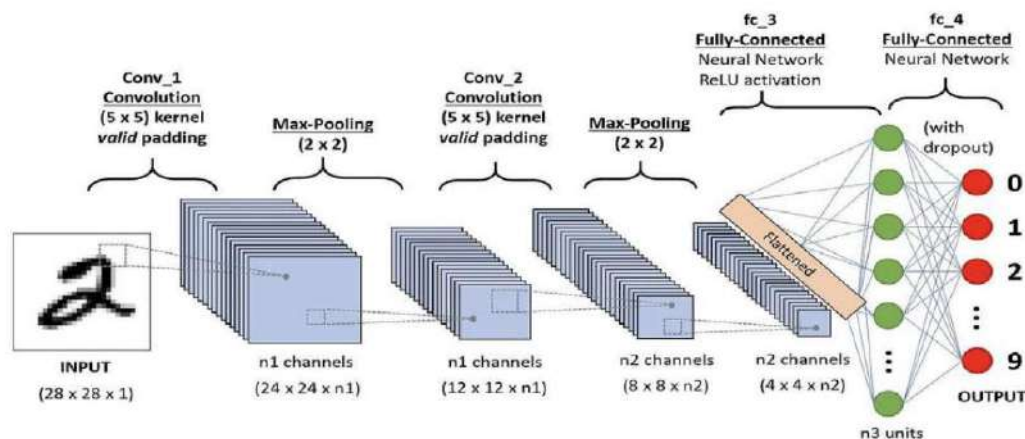 Conv_1
Convolution
(5 x 5) kernel
valid padding
Max-Pooling
(2 x 2)
Conv_2
Convolution
(5 x 5) kernel
valid padding
Max-Pooling
(2 x 2)
fc_3
Fully-Connected
Neural Network
ReLU activation
fc_4
Fully-Connected
Neural Network
(with
dropout)
Flattened
0
1
2
9
INPUT
(28 x 28 x 1)
n1 channels
(24 x 24 x n1)
n1 channels
(12 x 12 x n1)
n2 channels
(8 x 8 x n2)
n2 channels
(4 x 4 x n2)
n3 units
OUTPUT
2